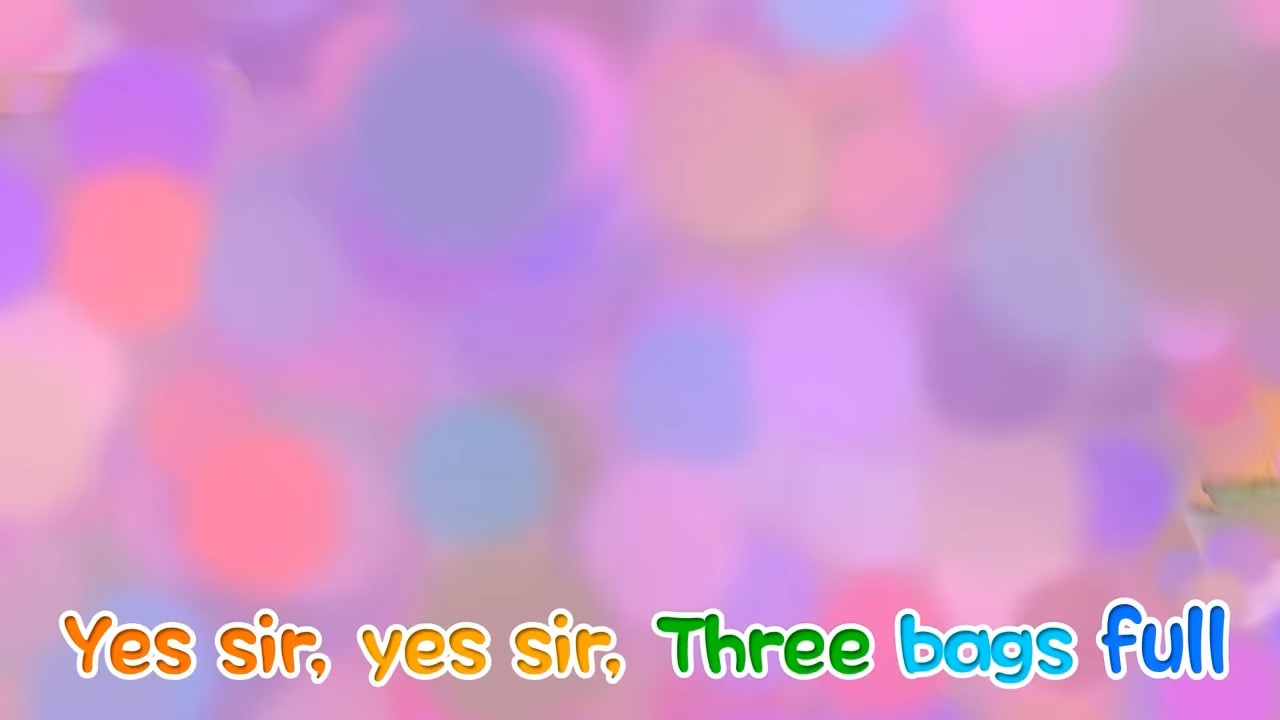 Yes sir, yes sir, Three bags full